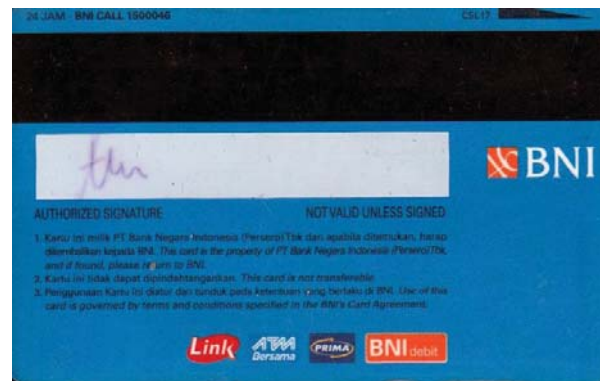 24 JAM - BNI CALL 1500046 CSL17
AUTHORIZED SIGNATURE NOT VALID UNLESS SIGNED
1. Kartu ini milik PT Bank Negara Indonesia (Persero)Tbk dan apabila ditemukan, harap
dikembalikan kepada BNI. This card is the property of PT Bank Negara Indonesia (Persero)Tbk,
and if found, please return to BNI.
2. Kartu ini tidak dapat dipindahtangankan. This card is not transferable.
3. Penggunaan Kartu ini diatur dan tunduk pada ketentuan yang berlaku di BNI. Use of this
card is governed by terms and conditions specified in the BNI's Card Agreement.
BNI
Link ATM Bersama PRIMA BNI debit